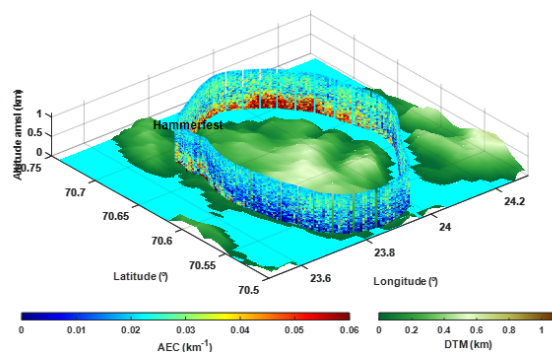 Altitude amsl (km)
1
0.5
0
Hammerfest
70.75
70.7
70.65
70.6
70.55
70.5
24.2
24
23.8
23.6
Latitude (º)
Longitude (º)
0 0.01 0.02 0.03 0.04 0.05 0.06
0 0.2 0.4 0.6 0.8 1
AEC (km-1)
DTM (km)